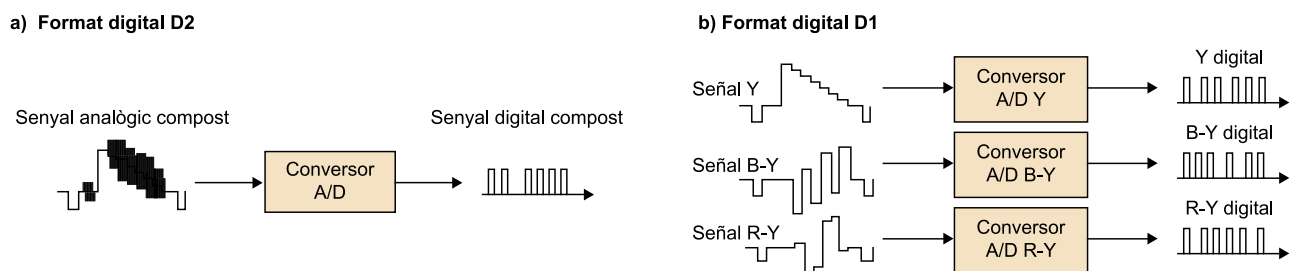 a) Format digital D2
Senyal analògic compost
Conversor
A/D
Senyal digital compost
b) Format digital D1
Señal Y
Conversor
A/D Y
Y digital
Señal B-Y
Conversor
A/D B-Y
B-Y digital
Señal R-Y
Conversor
A/D R-Y
R-Y digital